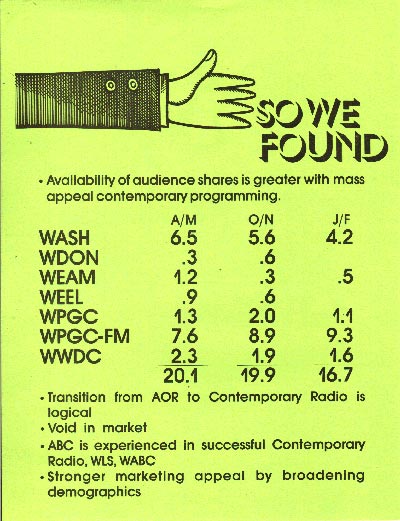 SO WE
FOUND
• Availability of audience shares is greater with mass
appeal contemporary programming.
A/M O/N J/F
WASH 6.5 5.6 4.2
WDON .3 .6
WEAM 1.2 .3 .5
WEEL .9 .6
WPGC 1.3 2.0 1.1
WPGC-FM 7.6 8.9 9.3
WWDC 2.3 1.9 1.6
20.1 19.9 16.7
• Transition from AOR to Contemporary Radio is
logical
• Void in market
• ABC is experienced in successful Contemporary
Radio, WLS, WABC
• Stronger marketing appeal by broadening
demographics